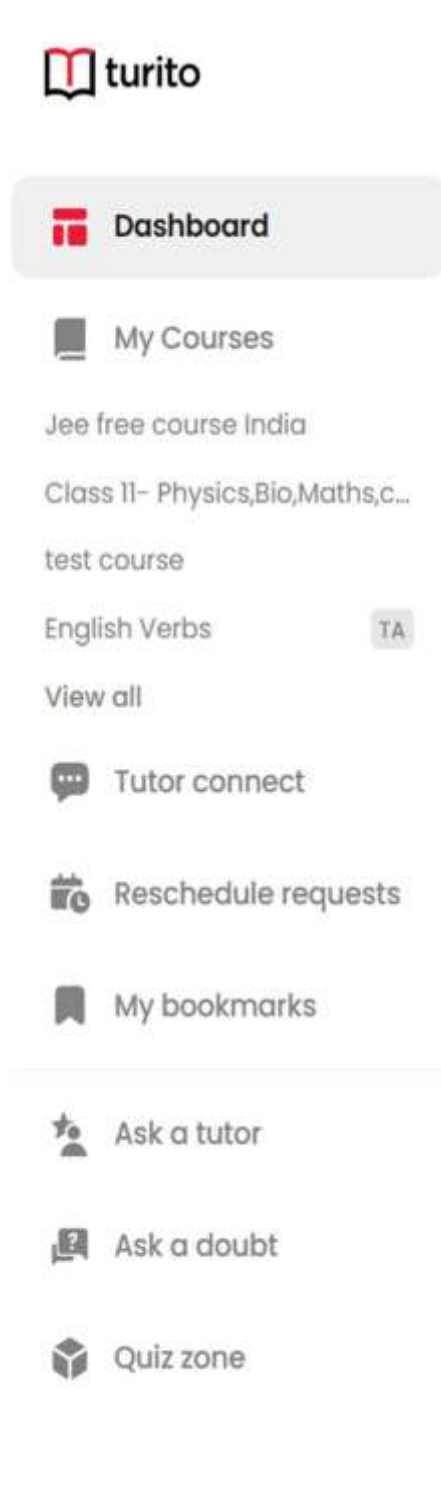 turito
Dashboard
My Courses
Jee free course India
Class 11- Physics,Bio,Maths,c...
test course
English Verbs TA
View all
Tutor connect
Reschedule requests
My bookmarks
Ask a tutor
Ask a doubt
Quiz zone